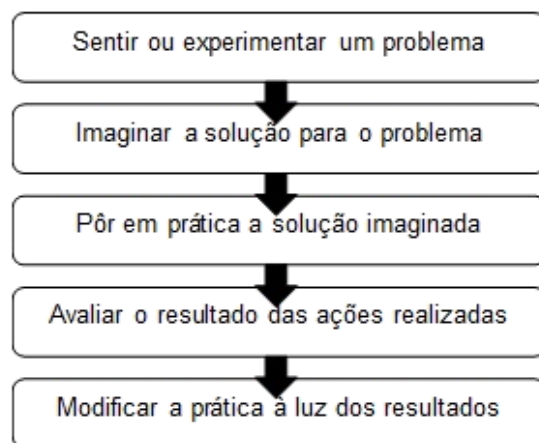 Sentir ou experimentar um problema
Imaginar a solução para o problema
Pôr em prática a solução imaginada
Avaliar o resultado das ações realizadas
Modificar a prática à luz dos resultados